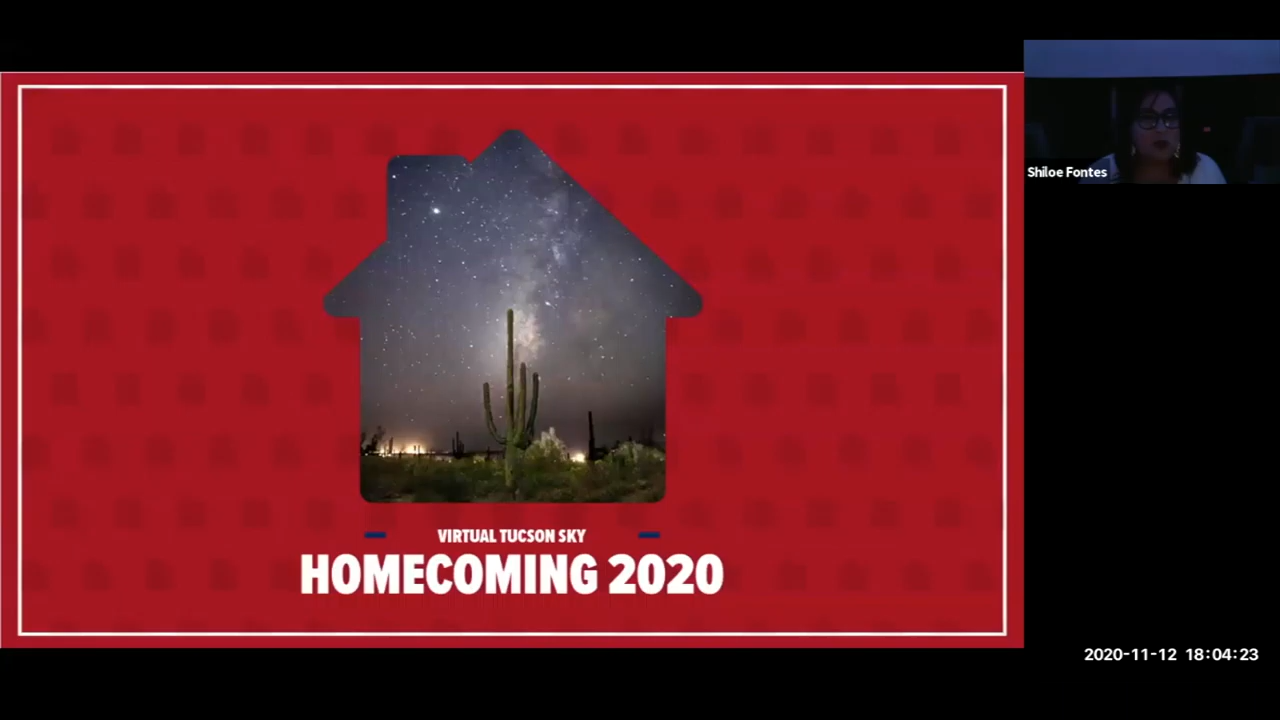 Shiloe Fontes
VIRTUAL TUCSON SKY
HOMECOMING 2020
2020-11-12 18:04:23